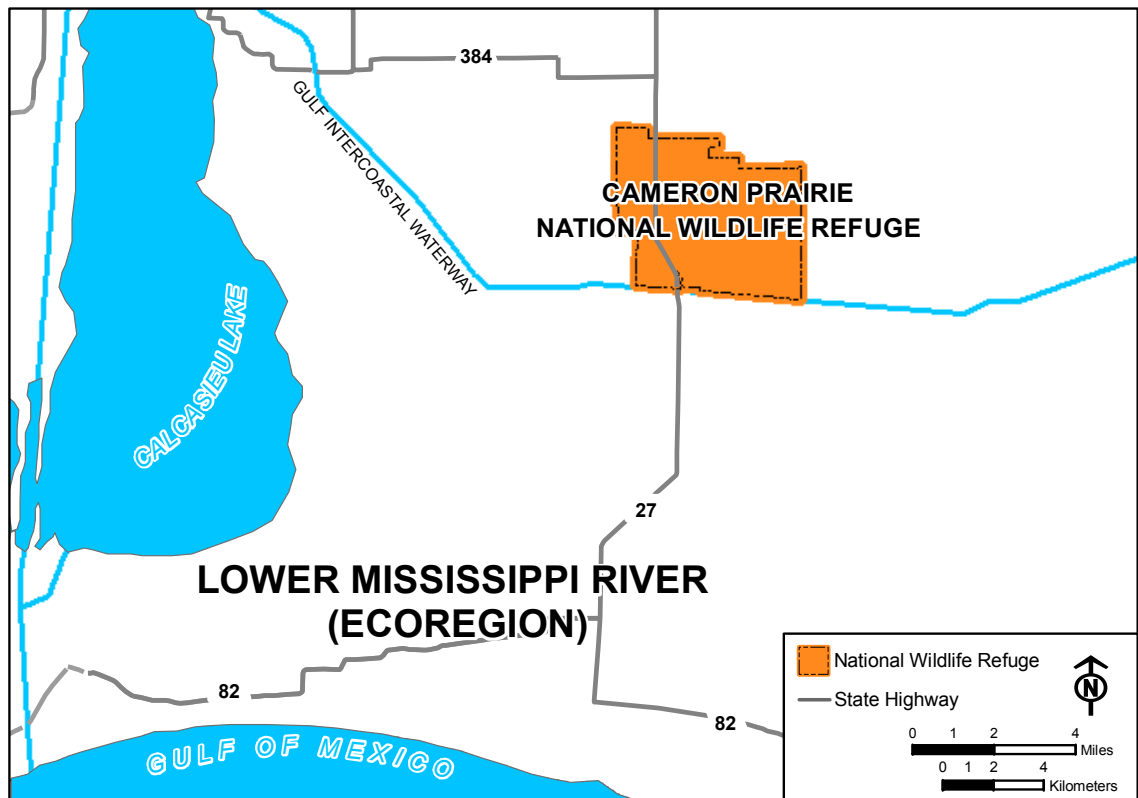 384
GULF INTERCOASTAL WATERWAY
CAMERON PRAIRIE
NATIONAL WILDLIFE REFUGE
CALCASIEU LAKE
27
LOWER MISSISSIPPI RIVER
(ECOREGION)
82
82
GULF OF MEXICO
National Wildlife Refuge
State Highway
N
0 1 2 4
Miles
0 1 2 4
Kilometers